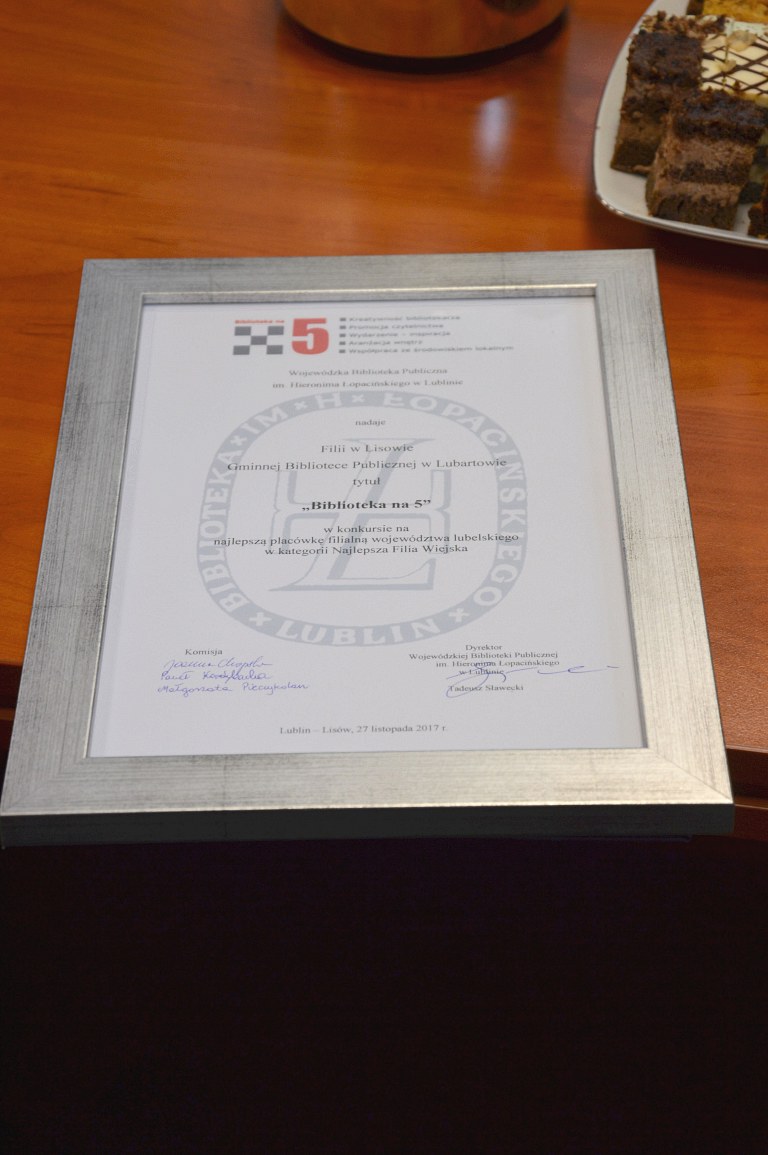 Biblioteka na 5
Kreatywność bibliotekarza
Promocja czytelnictwa
Wydarzenie – inspiracja
Aranżacja wnętrz
Współpraca ze środowiskiem lokalnym
Wojewódzka Biblioteka Publiczna
im. Hieronima Łopacińskiego w Lublinie
BIBLIOTEKA IM H ŁOPACIŃSKIEGO
LUBLIN
nadaje
Filii w Lisowie
Gminnej Bibliotece Publicznej w Lubartowie
tytuł
„Biblioteka na 5”
w konkursie na
najlepszą placówkę filialną województwa lubelskiego
w kategorii Najlepsza Filia Wiejska
Komisja
Paweł
Małgorzata
Dyrektor
Wojewódzkiej Biblioteki Publicznej
im. Hieronima Łopacińskiego
w Lublinie
Tadeusz Sławecki
Lublin – Lisów, 27 listopada 2017 r.